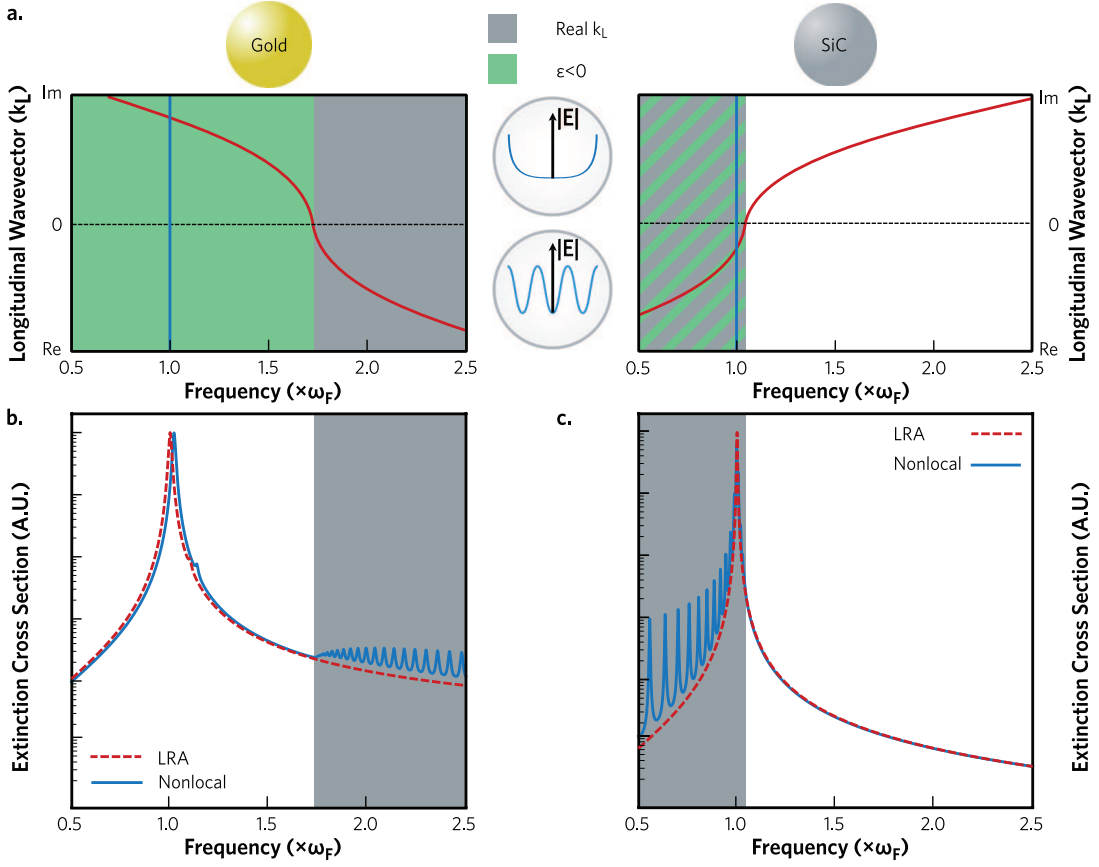 a.
Gold
Real k_L
ε<0
SiC
Longitudinal Wavevector (k_L)
Im
0
Re
0.5 1.0 1.5 2.0 2.5
Frequency (×ω_F)
|E|
|E|
Im
0
Re
Longitudinal Wavevector (k_L)
0.5 1.0 1.5 2.0 2.5
Frequency (×ω_F)
b.
Extinction Cross Section (A.U.)
LRA
Nonlocal
0.5 1.0 1.5 2.0 2.5
Frequency (×ω_F)
c.
LRA
Nonlocal
Extinction Cross Section (A.U.)
0.5 1.0 1.5 2.0 2.5
Frequency (×ω_F)